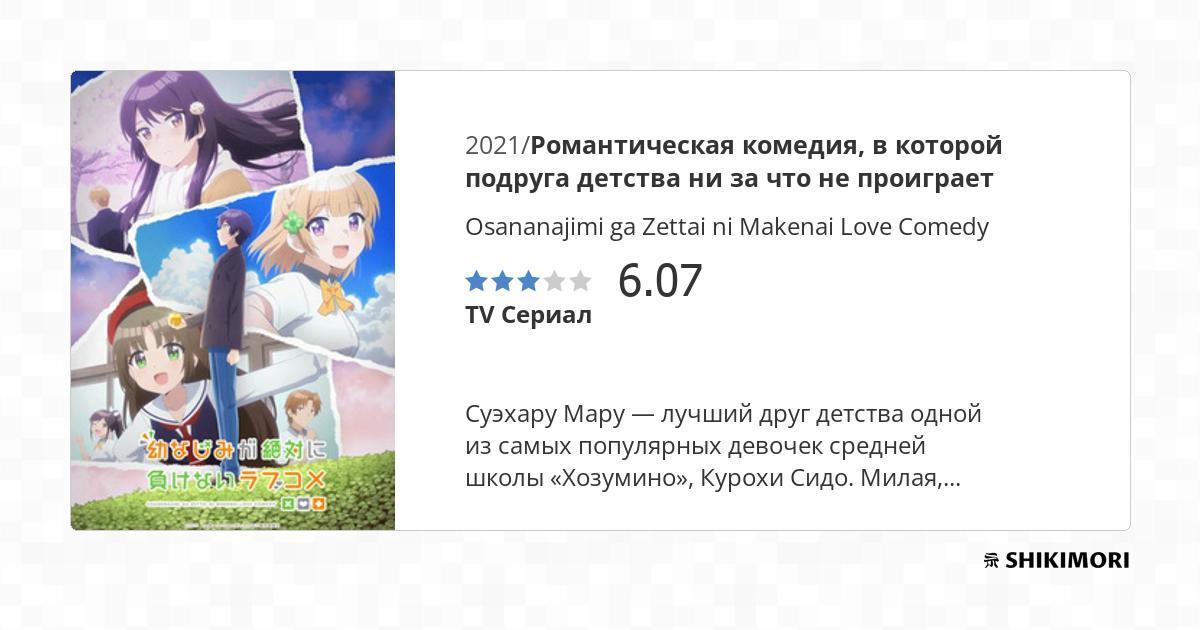 2021/Романтическая комедия, в которой
подруга детства ни за что не проиграет
Osananajimi ga Zettai ni Makenai Love Comedy
6.07
TV Сериал
Суэхару Мару — лучший друг детства одной
из самых популярных девочек средней
школы «Хозумино», Курохи Сидо. Милая,...
幼なじみが絶対に
負けないラブコメ
SHIKIMORI